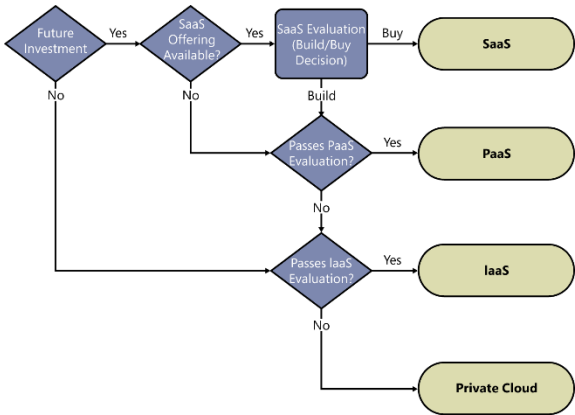 Future
Investment
Yes
SaaS
Offering
Available?
Yes
SaaS Evaluation
(Build/Buy
Decision)
Buy
SaaS
No
No
Build
Passes PaaS
Evaluation?
Yes
PaaS
No
Passes IaaS
Evaluation?
Yes
IaaS
No
Private Cloud